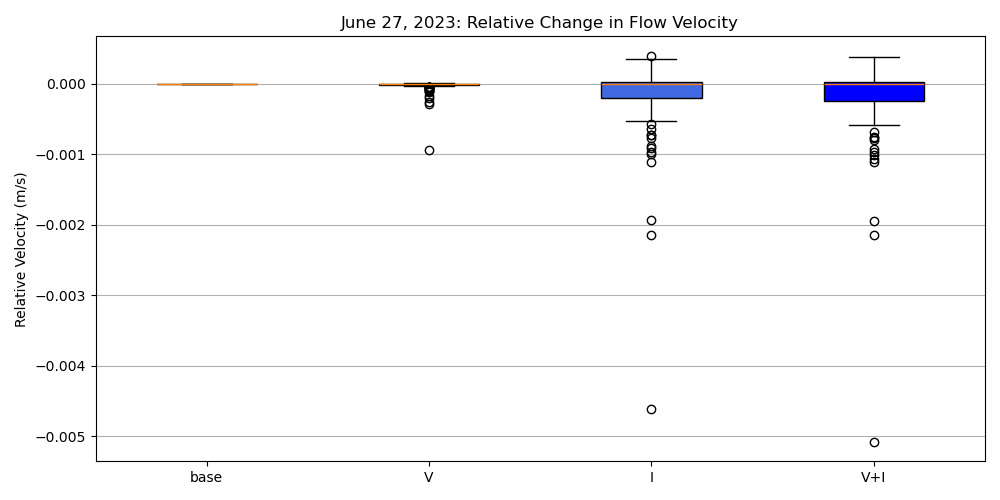 June 27, 2023: Relative Change in Flow Velocity
Relative Velocity (m/s)
0.000
−0.001
−0.002
−0.003
−0.004
−0.005
base
V
I
V+I